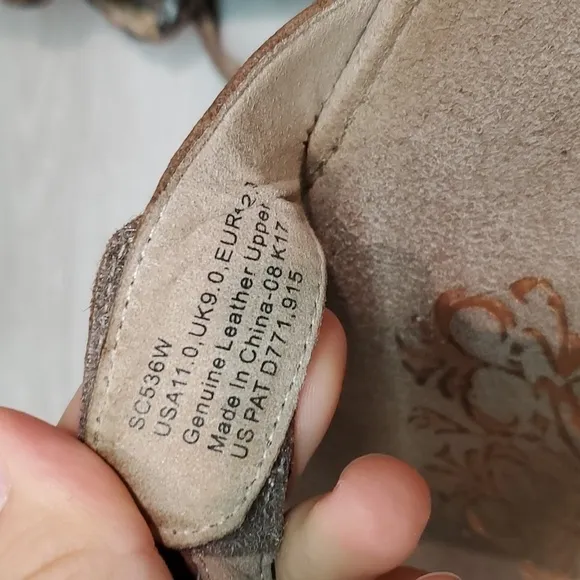 SC536W
USA11.0,UK9.0,EUR
Genuine Leather Upper
Made In China-08 K17
US PAT D771,915